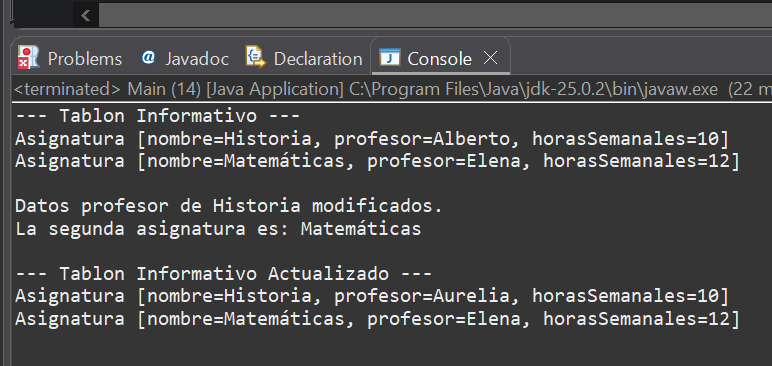 Problems Javadoc Declaration Console
<terminated> Main (14) [Java Application] C:\Program Files\Java\jdk-25.0.2\bin\javaw.exe (22 m
--- Tablon Informativo ---
Asignatura [nombre=Historia, profesor=Alberto, horasSemanales=10]
Asignatura [nombre=Matemáticas, profesor=Elena, horasSemanales=12]

Datos profesor de Historia modificados.
La segunda asignatura es: Matemáticas

--- Tablon Informativo Actualizado ---
Asignatura [nombre=Historia, profesor=Aurelia, horasSemanales=10]
Asignatura [nombre=Matemáticas, profesor=Elena, horasSemanales=12]